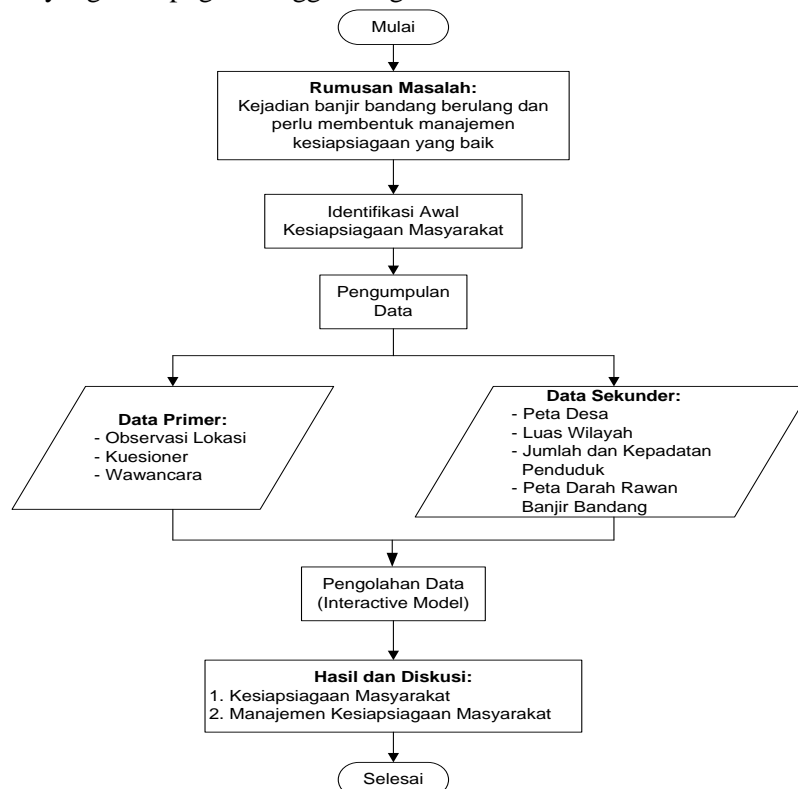 Mulai
Rumusan Masalah:
Kejadian banjir bandang berulang dan
perlu membentuk manajemen
kesiapsiagaan yang baik
Identifikasi Awal
Kesiapsiagaan Masyarakat
Pengumpulan
Data
Data Primer:
- Observasi Lokasi
- Kuesioner
- Wawancara
Data Sekunder:
- Peta Desa
- Luas Wilayah
- Jumlah dan Kepadatan
Penduduk
- Peta Darah Rawan
Banjir Bandang
Pengolahan Data
(Interactive Model)
Hasil dan Diskusi:
1. Kesiapsiagaan Masyarakat
2. Manajemen Kesiapsiagaan Masyarakat
Selesai